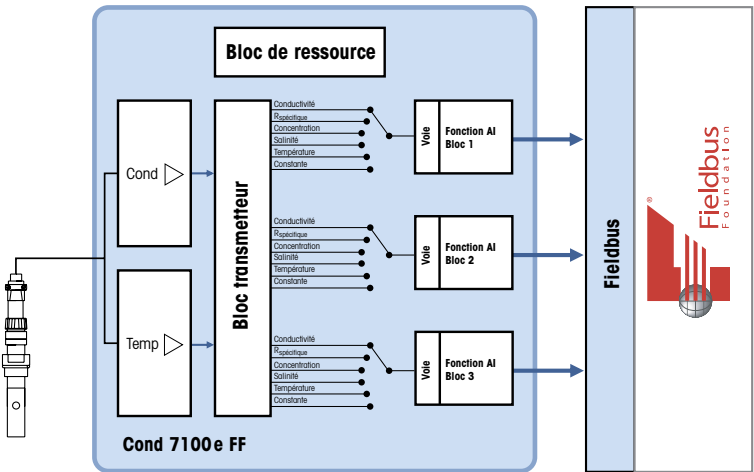 Bloc de ressource
Cond
Temp
Bloc transmetteur
Conductivité
Rspécifique
Concentration
Salinité
Température
Constante
Voie
Fonction AI
Bloc 1
Conductivité
Rspécifique
Concentration
Salinité
Température
Constante
Voie
Fonction AI
Bloc 2
Conductivité
Rspécifique
Concentration
Salinité
Température
Constante
Voie
Fonction AI
Bloc 3
Cond 7100e FF
Fieldbus
®
Fieldbus
Foundation